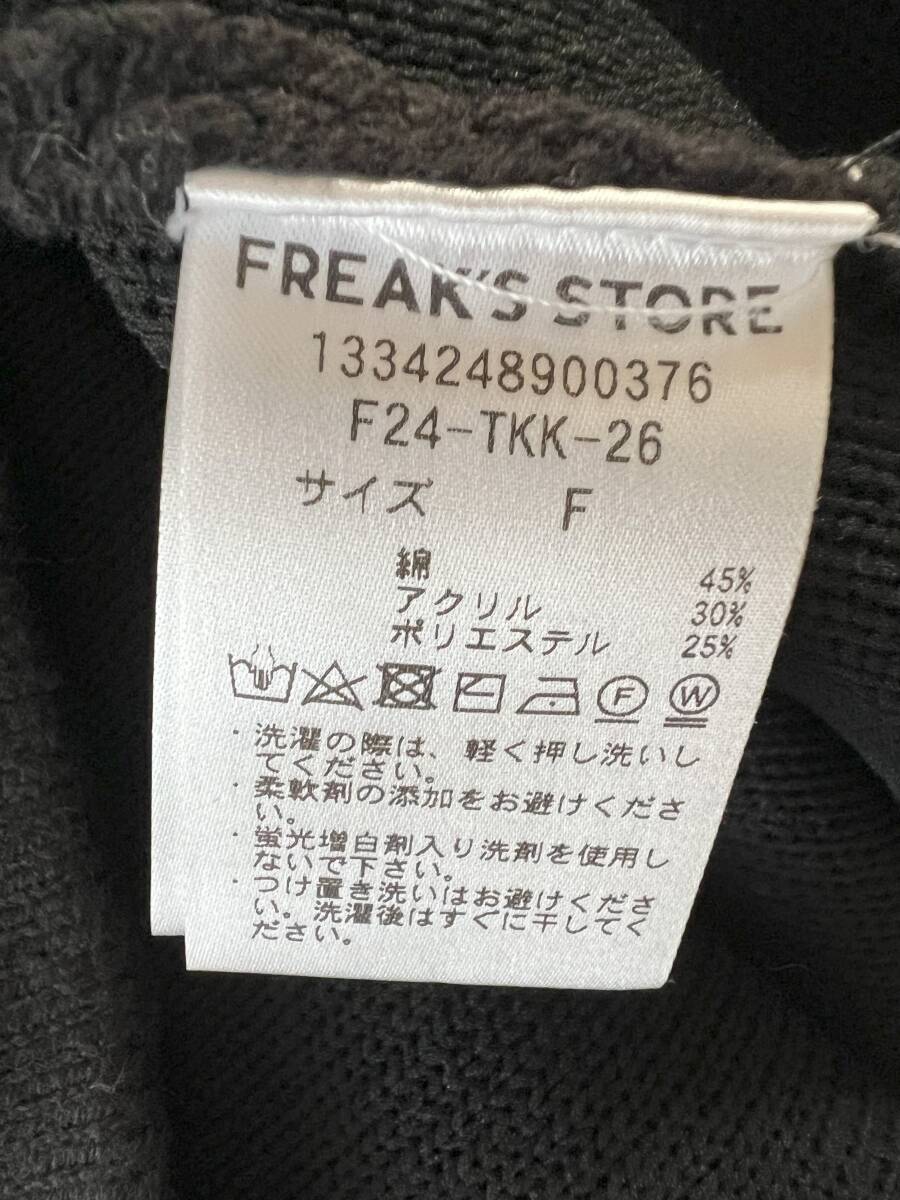 FREAK'S STORE
1334248900376
F24-TKK-26
サイズ F
綿 45%
アクリル 30%
ポリエステル 25%
F W
・洗濯の際は、軽く押し洗いし
てください。
・柔軟剤の添加をお避けくださ
い。
・蛍光増白剤入り洗剤を使用し
ないで下さい。
・つけ置き洗いはお避けくださ
い。洗濯後はすぐに干してく
ださい。